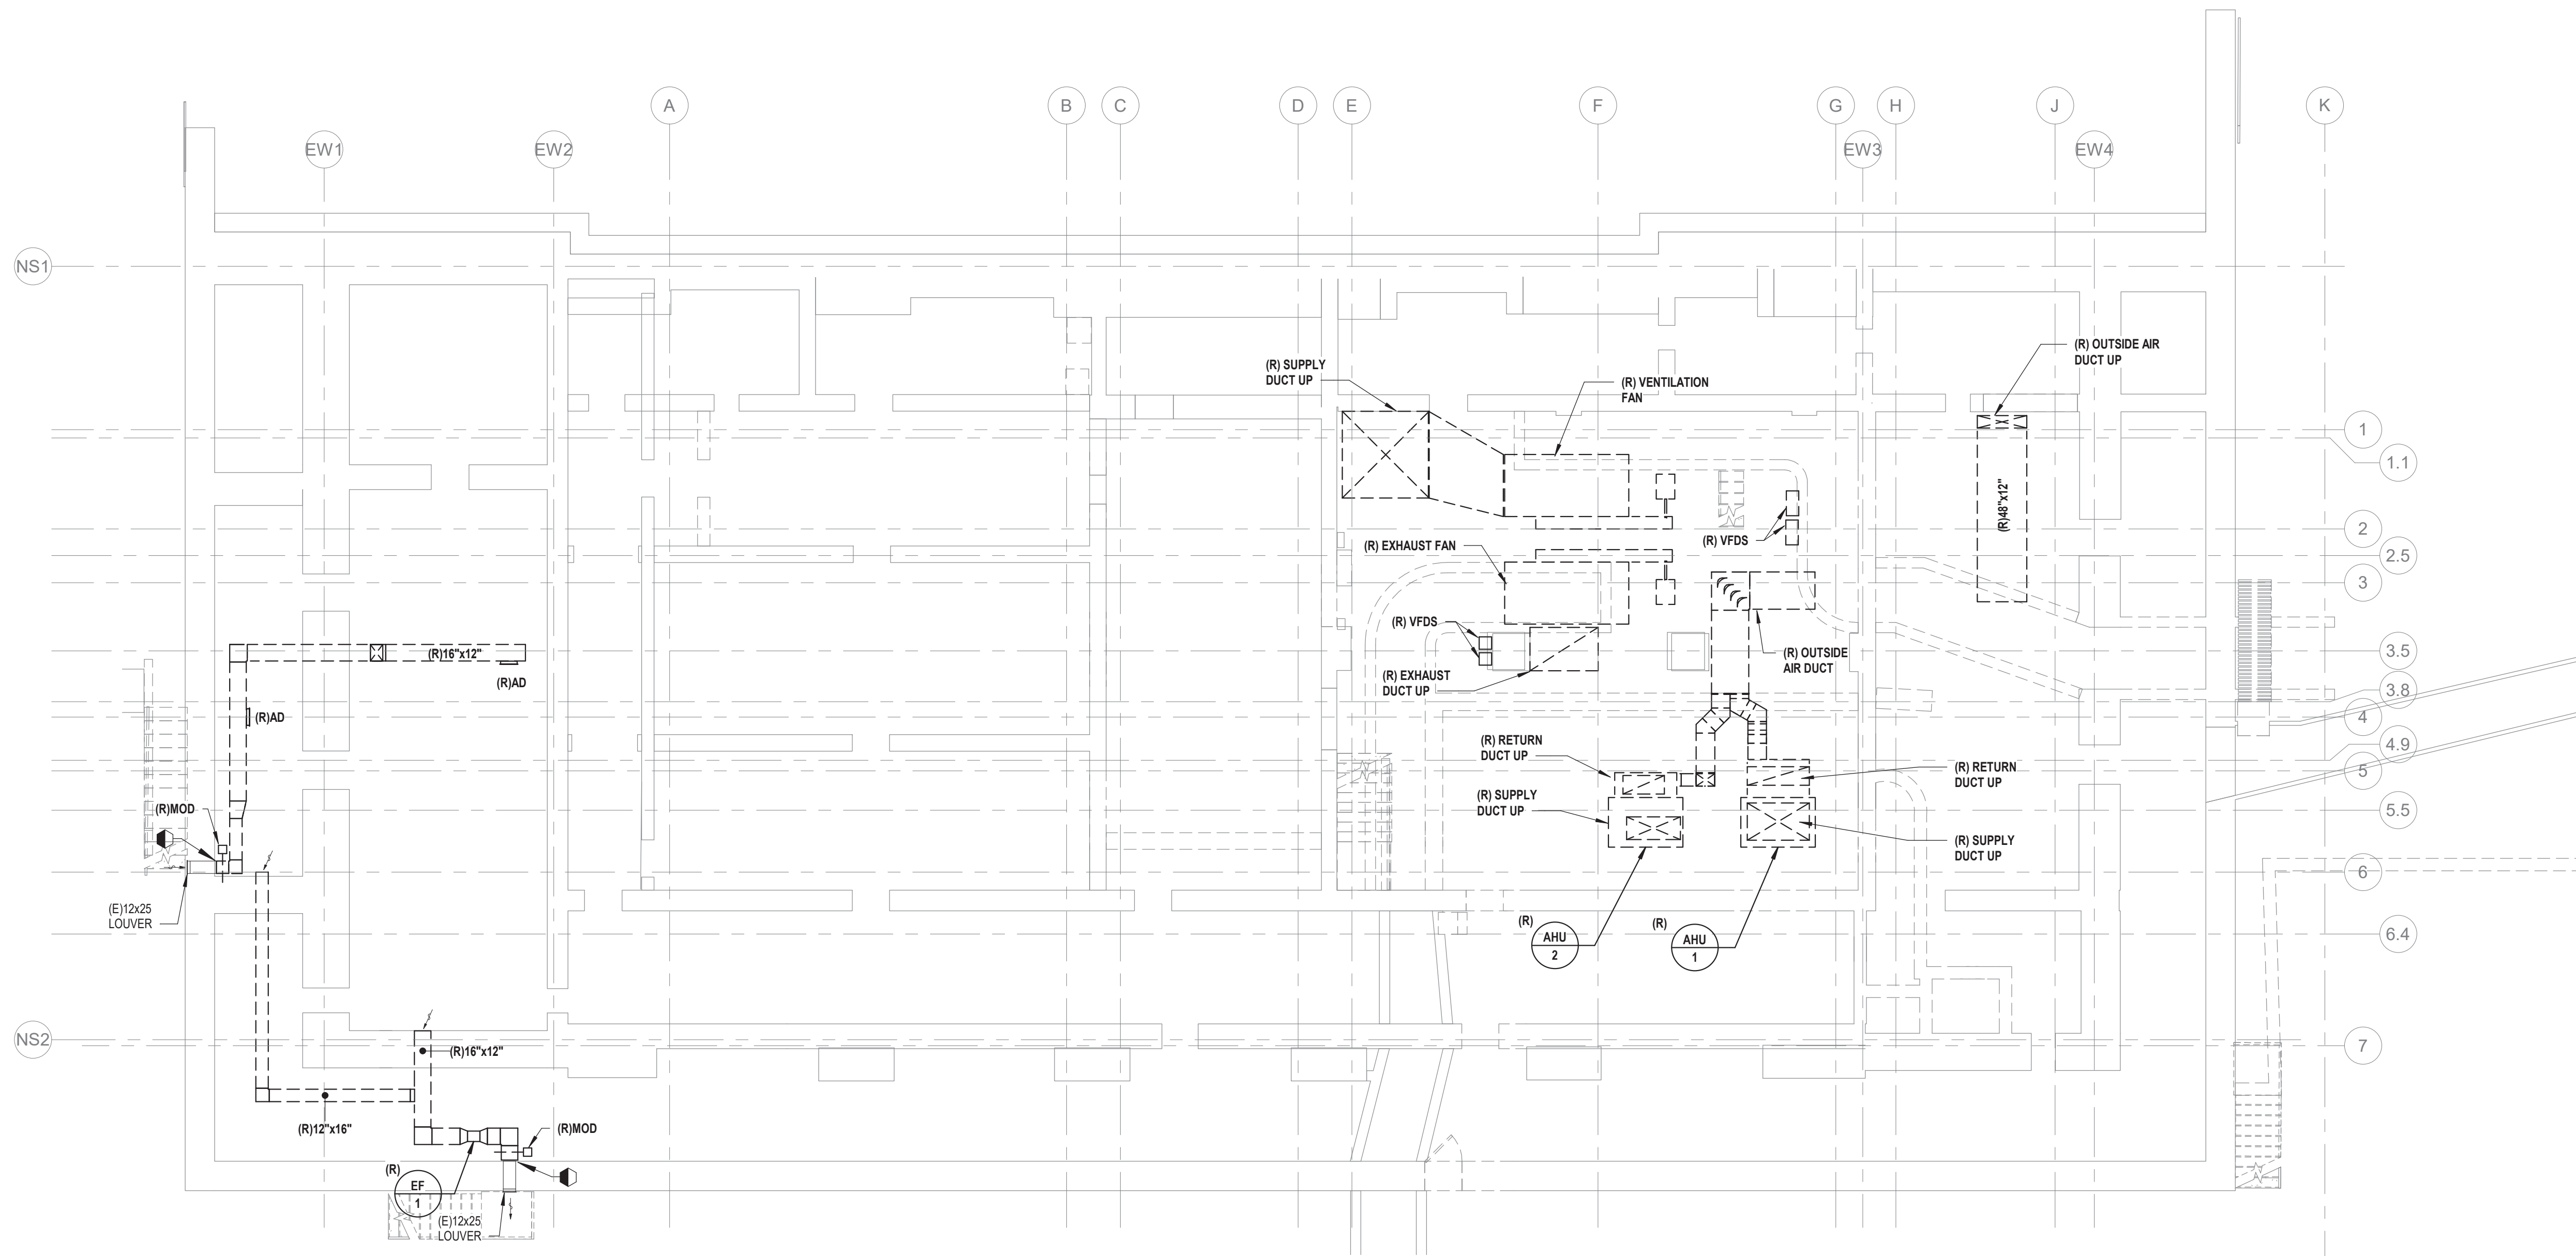 A
B
C
D
E
F
G
H
J
K
EW1
EW2
EW3
EW4
NS1
(R) OUTSIDE AIR
DUCT UP
(R) SUPPLY
DUCT UP
(R) VENTILATION
FAN
1
1.1
(R)48"x12"
2
(R) VFDS
(R) EXHAUST FAN
2.5
3
(R) VFDS
(R)16"x12"
(R) OUTSIDE
AIR DUCT
3.5
(R)AD
(R) EXHAUST
DUCT UP
3.8
(R)AD
4
(R) RETURN
DUCT UP
4.9
(R) RETURN
DUCT UP
5
(R) SUPPLY
DUCT UP
(R)MOD
5.5
(R) SUPPLY
DUCT UP
6
(E)12x25
LOUVER
(R)
AHU
2
(R)
AHU
1
6.4
NS2
(R)16"x12"
7
(R)12"x16"
(R)MOD
(R)
EF
1
(E)12x25
LOUVER